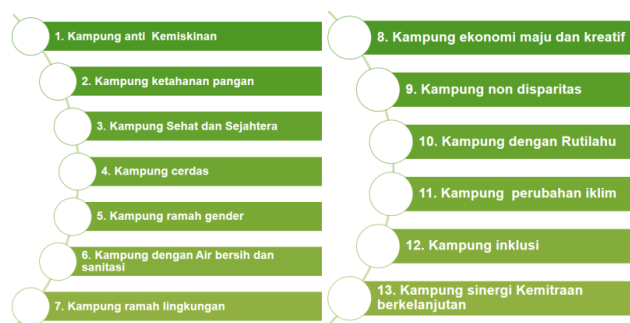 1. Kampung anti Kemiskinan
2. Kampung ketahanan pangan
3. Kampung Sehat dan Sejahtera
4. Kampung cerdas
5. Kampung ramah gender
6. Kampung dengan Air bersih dan
sanitasi
7. Kampung ramah lingkungan
8. Kampung ekonomi maju dan kreatif
9. Kampung non disparitas
10. Kampung dengan Rutilahu
11. Kampung perubahan iklim
12. Kampung inklusi
13. Kampung sinergi Kemitraan
berkelanjutan